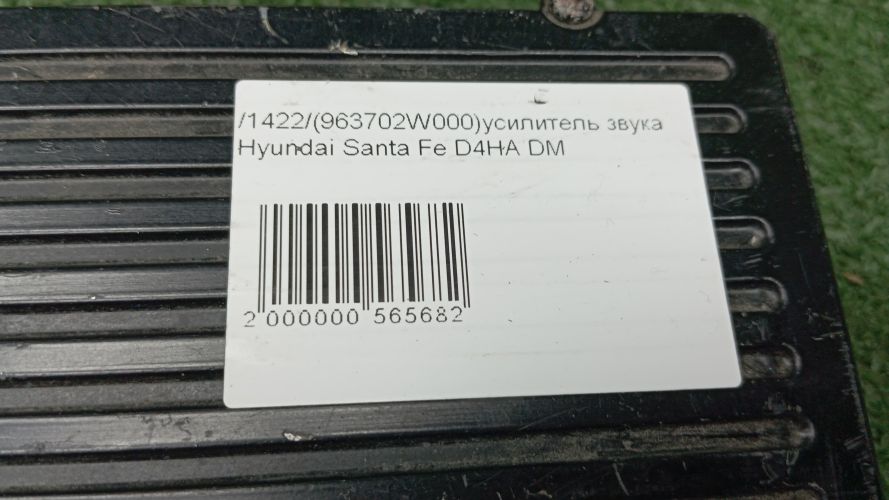 /1422/(963702W000)усилитель звука
Hyundai Santa Fe D4HA DM
2 000000 565682